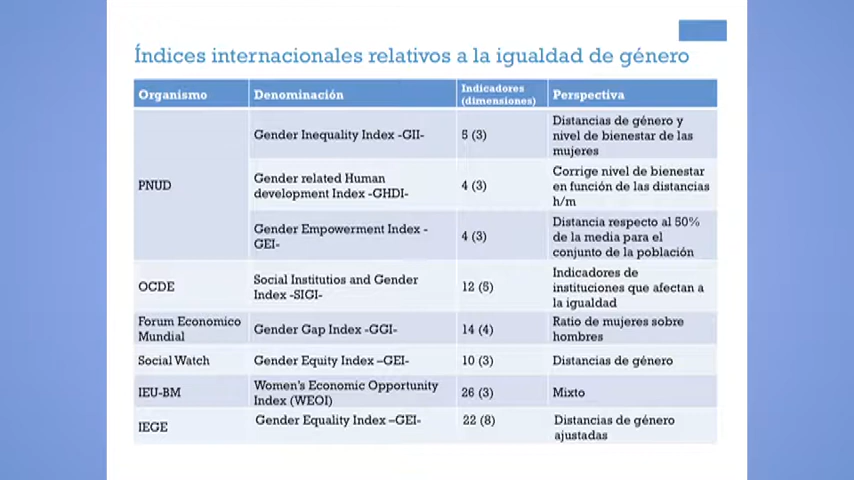 Índices internacionales relativos a la igualdad de género
Organismo Denominación Indicadores (dimensiones) Perspectiva
PNUD
Gender Inequality Index -GII- 5 (3) Distancias de género y
nivel de bienestar de las
mujeres
Gender related Human
development Index -GHDI- 4 (3) Corrige nivel de bienestar
en función de las distancias
h/m
Gender Empowerment Index -
GEI- 4 (3) Distancia respecto al 50%
de la media para el
conjunto de la población
OCDE Social Institutios and Gender
Index -SIGI- 12 (5) Indicadores de
instituciones que afectan a
la igualdad
Forum Economico
Mundial Gender Gap Index -GGI- 14 (4) Ratio de mujeres sobre
hombres
Social Watch Gender Equity Index –GEI- 10 (3) Distancias de género
IEU-BM Women's Economic Opportunity
Index (WEOI) 26 (3) Mixto
IEGE Gender Equality Index –GEI- 22 (8) Distancias de género
ajustadas